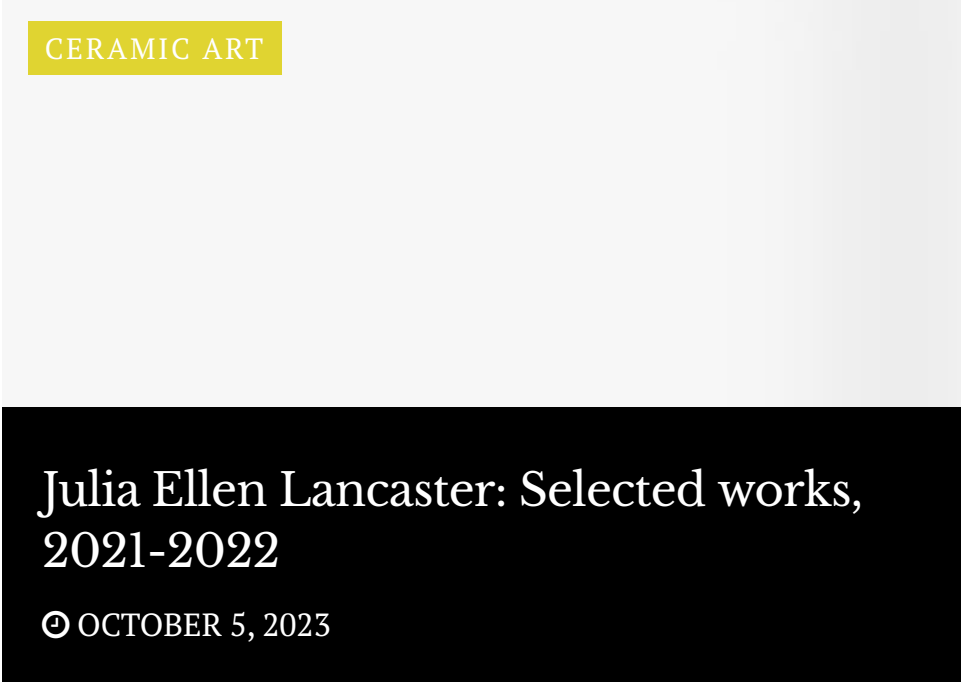 CERAMIC ART
Julia Ellen Lancaster: Selected works,
2021-2022
OCTOBER 5, 2023